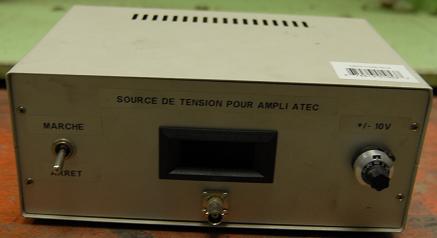 SOURCE DE TENSION POUR AMPLI ATEC
MARCHE
+/- 10V
ARRET